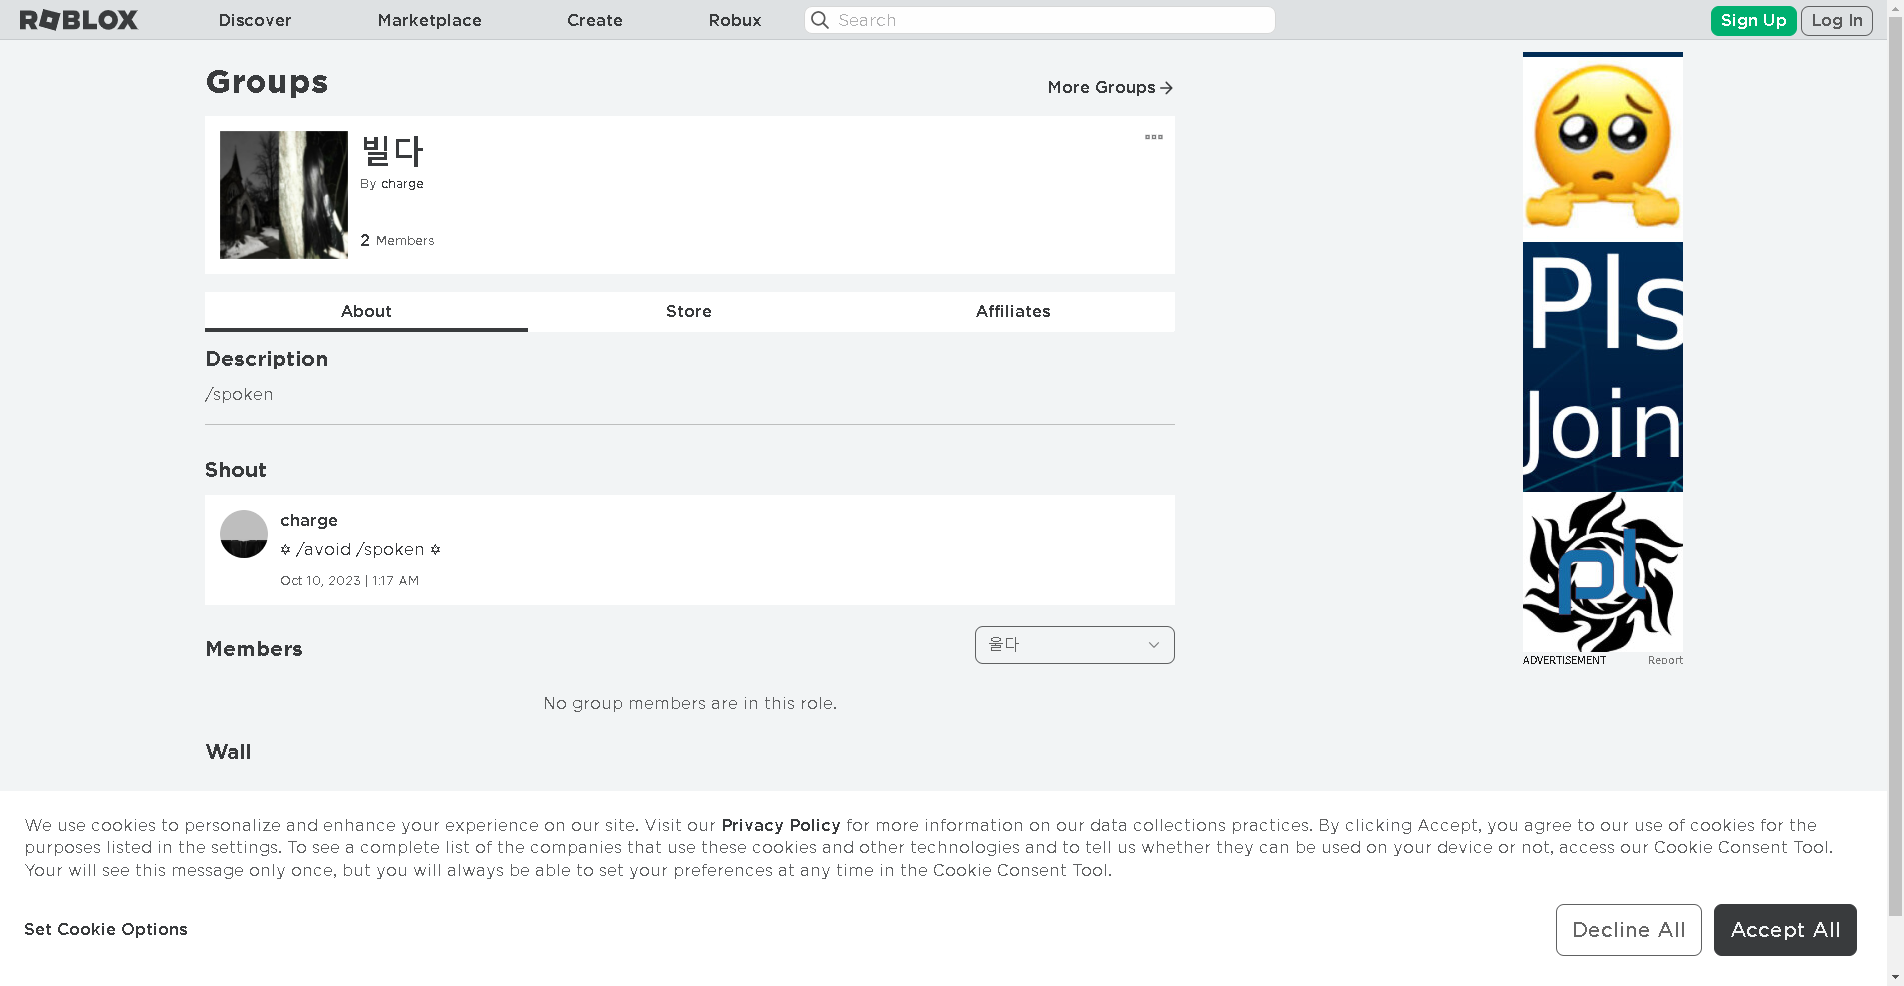 ROBLOX Discover Marketplace Create Robux Search Sign Up Log In
Groups
More Groups
빌다
By charge
2 Members
About Store Affiliates
Description
/spoken
Shout
charge
✡ /avoid /spoken ✡
Oct 10, 2023 | 1:17 AM
Members
울다
No group members are in this role.
Wall
Pls
Join
pl
ADVERTISEMENT Report
We use cookies to personalize and enhance your experience on our site. Visit our Privacy Policy for more information on our data collections practices. By clicking Accept, you agree to our use of cookies for the
purposes listed in the settings. To see a complete list of the companies that use these cookies and other technologies and to tell us whether they can be used on your device or not, access our Cookie Consent Tool.
Your will see this message only once, but you will always be able to set your preferences at any time in the Cookie Consent Tool.
Set Cookie Options
Decline All Accept All